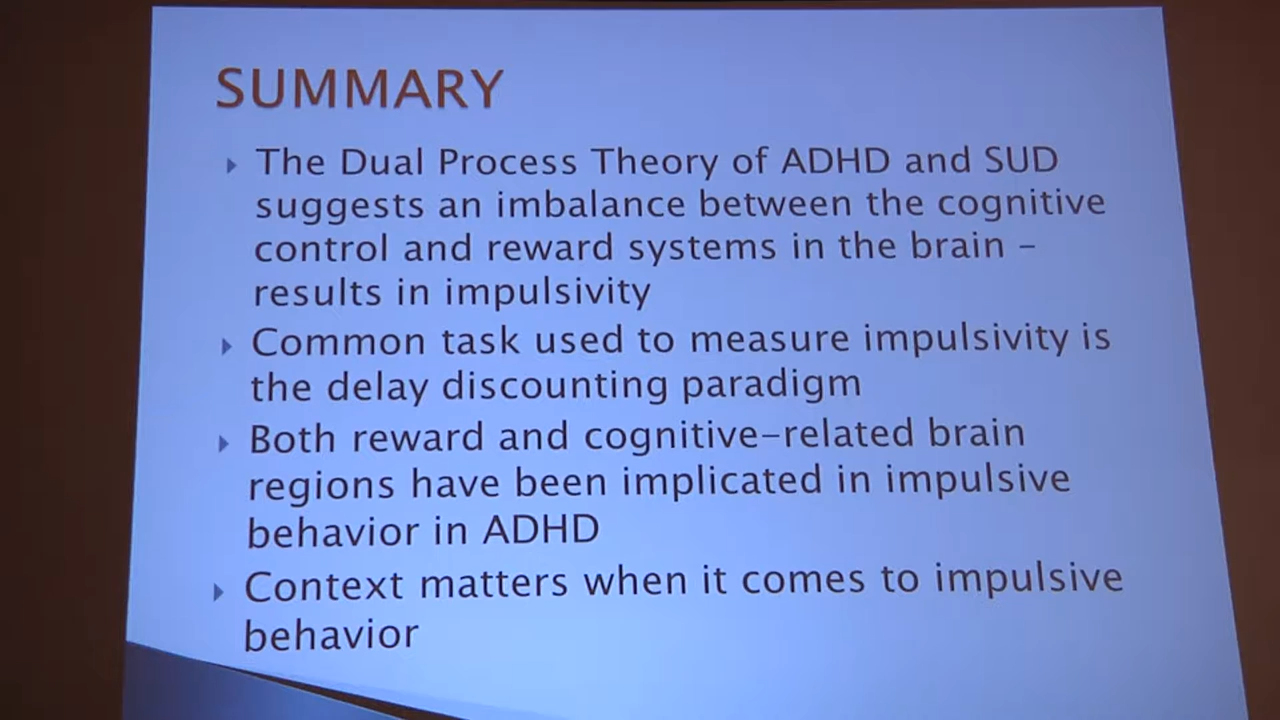 SUMMARY
The Dual Process Theory of ADHD and SUD
suggests an imbalance between the cognitive
control and reward systems in the brain –
results in impulsivity
Common task used to measure impulsivity is
the delay discounting paradigm
Both reward and cognitive-related brain
regions have been implicated in impulsive
behavior in ADHD
Context matters when it comes to impulsive
behavior